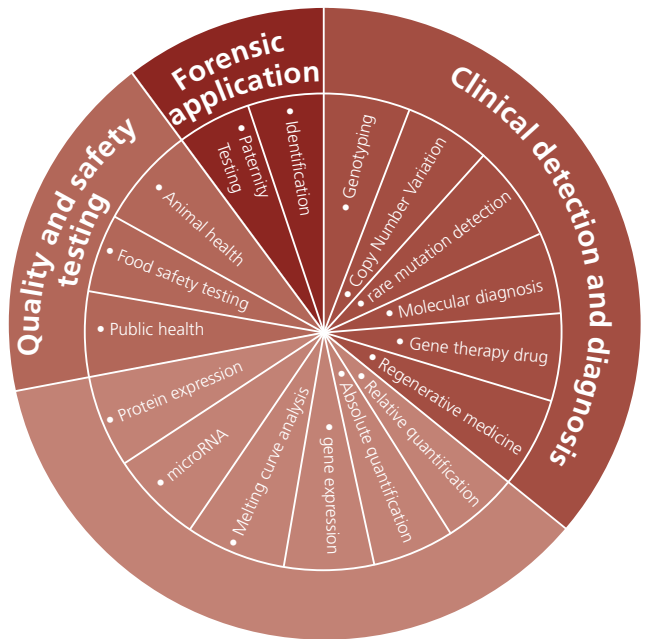 Forensic
application
• Paternity
Testing
• Identification
Clinical detection and diagnosis
• Genotyping
• Copy Number Variation
• rare mutation detection
• Molecular diagnosis
• Gene therapy drug
• Regenerative medicine
• Relative quantification
• Absolute quantification
• gene expression
• Melting curve analysis
• microRNA
• Protein expression
Quality and safety
testing
• Public health
• Food safety testing
• Animal health